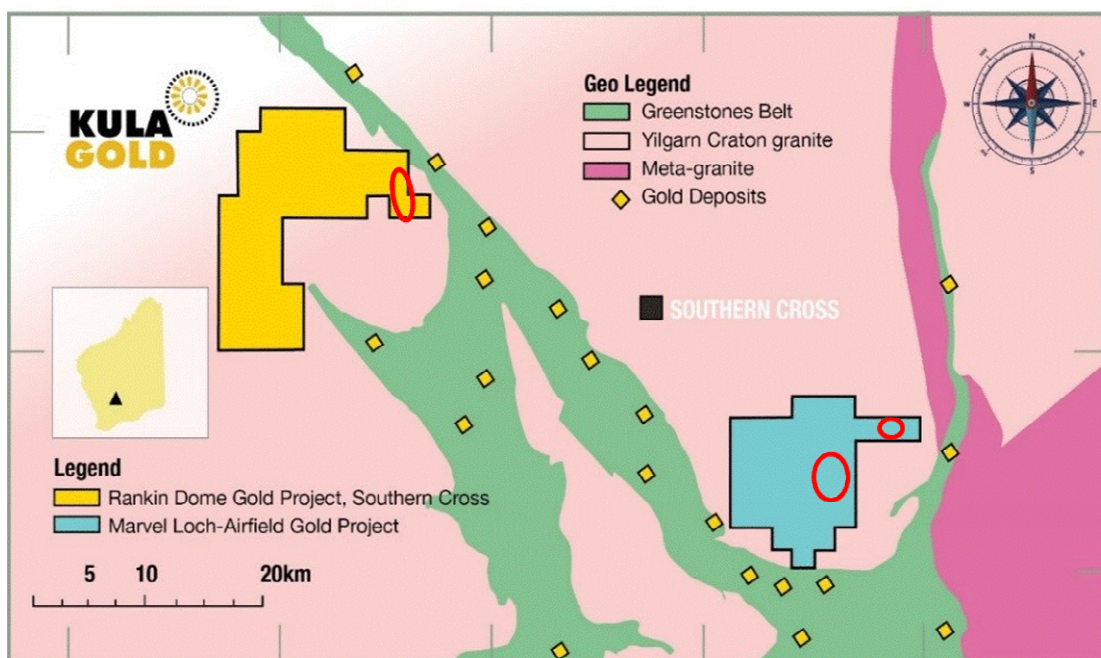 KULA
GOLD
Geo Legend
Greenstones Belt
Yilgarn Craton granite
Meta-granite
Gold Deposits
N
E
S
W
SOUTHERN CROSS
Legend
Rankin Dome Gold Project, Southern Cross
Marvel Loch-Airfield Gold Project
5 10 20km